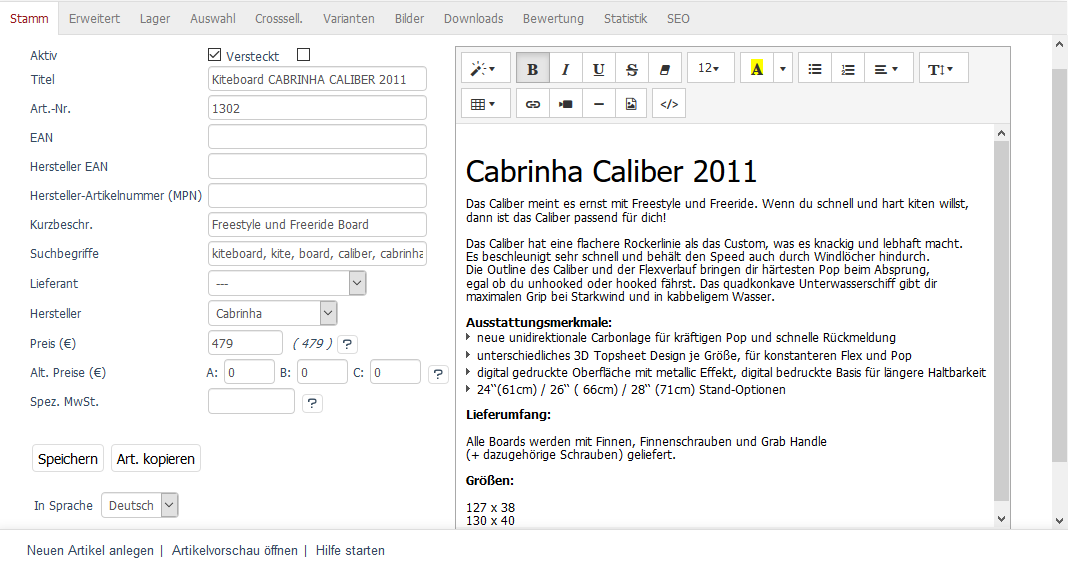 Stamm Erweitert Lager Auswahl Crosssell. Varianten Bilder Downloads Bewertung Statistik SEO
Aktiv Versteckt
Titel Kiteboard CABRINHA CALIBER 2011
Art.-Nr. 1302
EAN
Hersteller EAN
Hersteller-Artikelnummer (MPN)
Kurzbeschr. Freestyle und Freeride Board
Suchbegriffe kiteboard, kite, board, caliber, cabrinha
Lieferant ---
Hersteller Cabrinha
Preis (€) 479 ( 479 ) ?
Alt. Preise (€) A: 0 B: 0 C: 0 ?
Spez. MwSt. ?
Speichern Art. kopieren
In Sprache Deutsch
B I U S 12 A T
</>
Cabrinha Caliber 2011
Das Caliber meint es ernst mit Freestyle und Freeride. Wenn du schnell und hart kiten willst,
dann ist das Caliber passend für dich!
Das Caliber hat eine flachere Rockerlinie als das Custom, was es knackig und lebhaft macht.
Es beschleunigt sehr schnell und behält den Speed auch durch Windlöcher hindurch.
Die Outline des Caliber und der Flexverlauf bringen dir härtesten Pop beim Absprung,
egal ob du unhooked oder hooked fährst. Das quadkonkave Unterwasserschiff gibt dir
maximalen Grip bei Starkwind und in kabbeligem Wasser.
Ausstattungsmerkmale:
neue unidirektionale Carbonlage für kräftigen Pop und schnelle Rückmeldung
unterschiedliches 3D Topsheet Design je Größe, für konstanteren Flex und Pop
digital gedruckte Oberfläche mit metallic Effekt, digital bedruckte Basis für längere Haltbarkeit
24“(61cm) / 26“ ( 66cm) / 28“ (71cm) Stand-Optionen
Lieferumfang:
Alle Boards werden mit Finnen, Finnenschrauben und Grab Handle
(+ dazugehörige Schrauben) geliefert.
Größen:
127 x 38
130 x 40
Neuen Artikel anlegen | Artikelvorschau öffnen | Hilfe starten